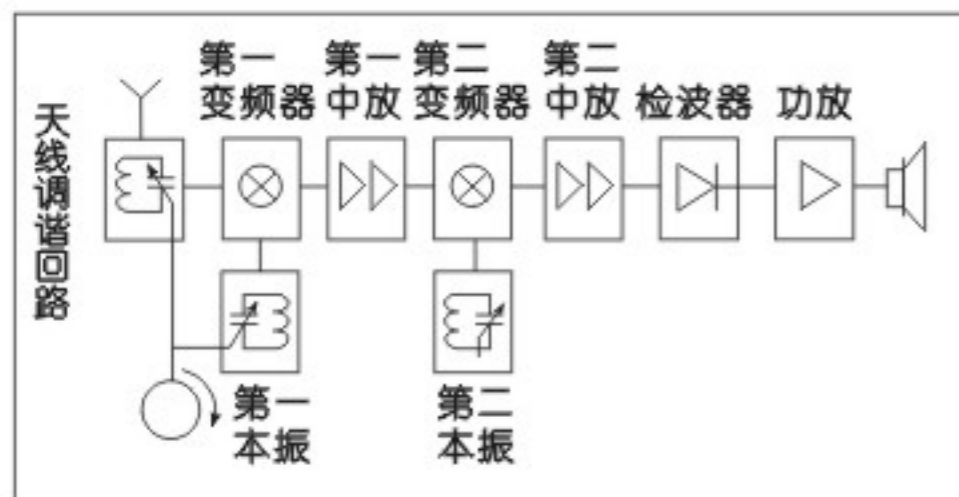 天线调谐回路
第一
变频器
第一
中放
第二
变频器
第二
中放
检波器
功放
第一
本振
第二
本振